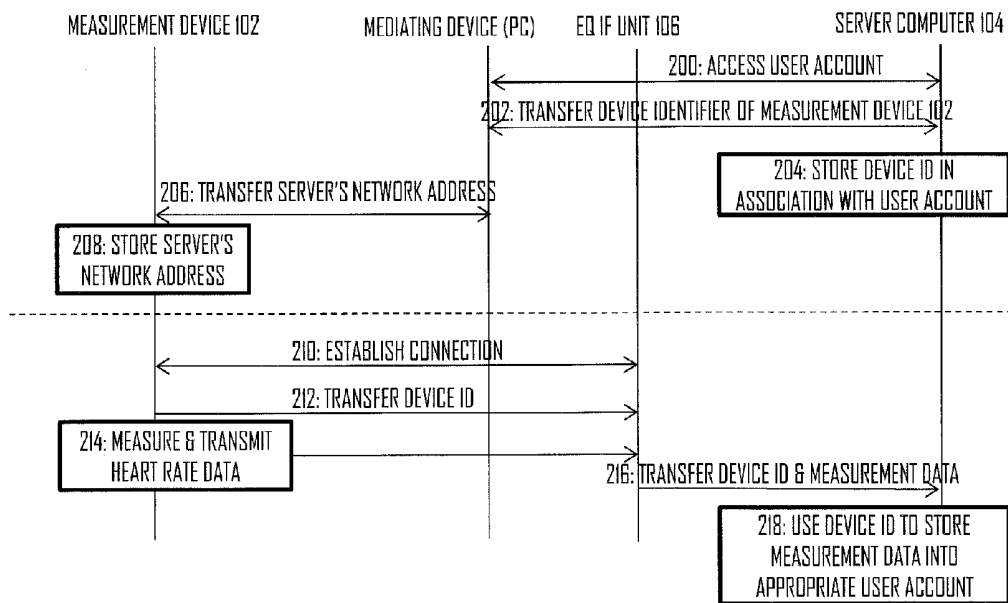 MEASUREMENT DEVICE 102
MEDIATING DEVICE (PC)
EQ IF UNIT 106
SERVER COMPUTER 104
200: ACCESS USER ACCOUNT
202: TRANSFER DEVICE IDENTIFIER OF MEASUREMENT DEVICE 102
204: STORE DEVICE ID IN
ASSOCIATION WITH USER ACCOUNT
206: TRANSFER SERVER'S NETWORK ADDRESS
208: STORE SERVER'S
NETWORK ADDRESS
210: ESTABLISH CONNECTION
212: TRANSFER DEVICE ID
214: MEASURE & TRANSMIT
HEART RATE DATA
216: TRANSFER DEVICE ID & MEASUREMENT DATA
218: USE DEVICE ID TO STORE
MEASUREMENT DATA INTO
APPROPRIATE USER ACCOUNT